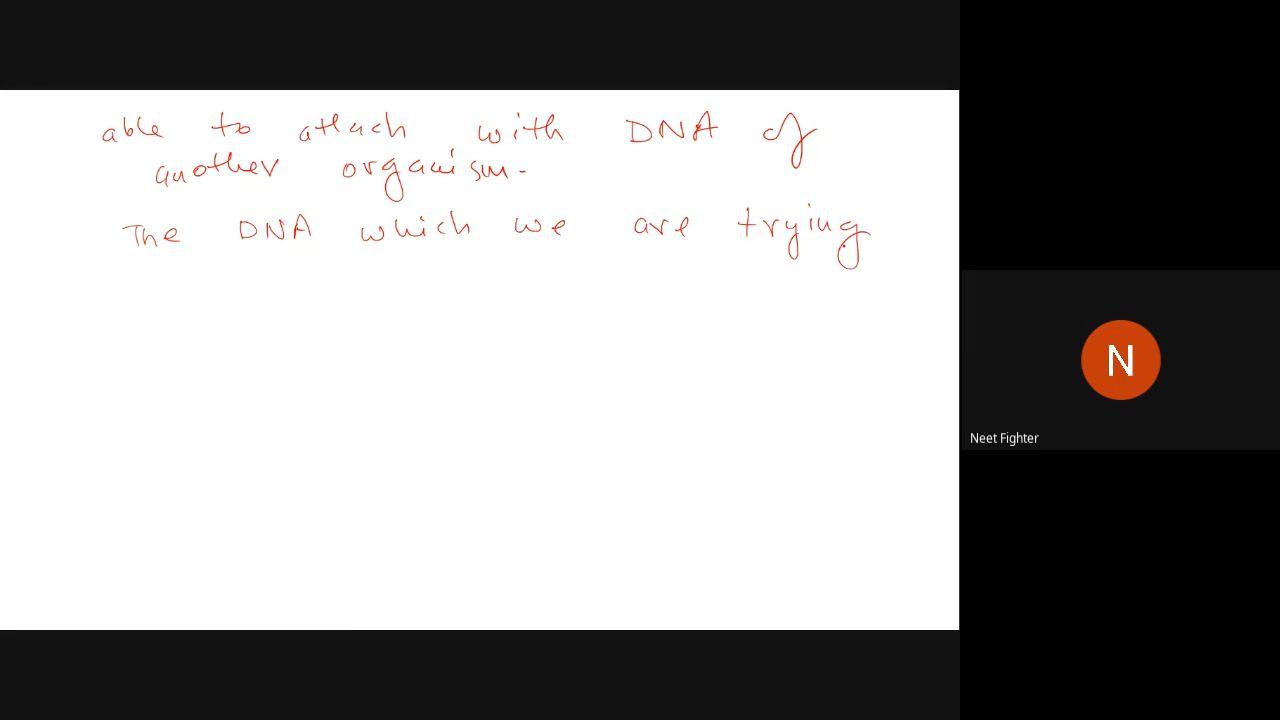 able to attach with DNA of
another organism.
The DNA which we are trying
N
Neet Fighter